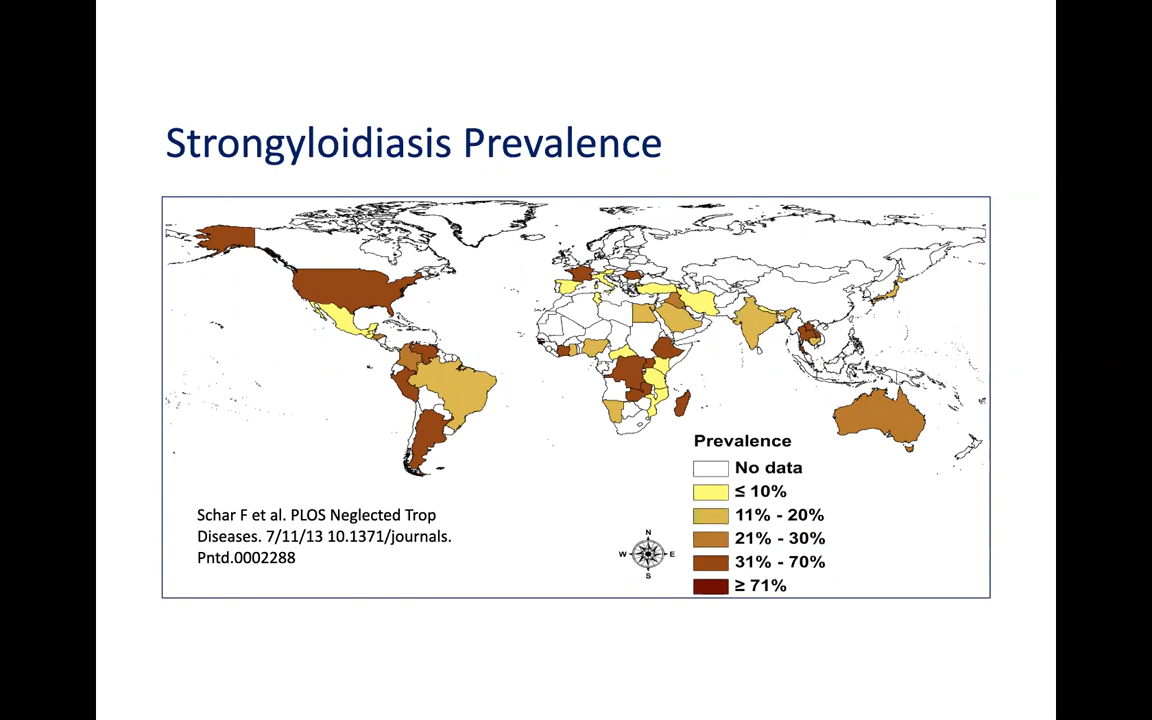 Strongyloidiasis Prevalence
Prevalence
No data
≤ 10%
11% - 20%
21% - 30%
31% - 70%
≥ 71%
Schar F et al. PLOS Neglected Trop
Diseases. 7/11/13 10.1371/journals.
Pntd.0002288
N
W E
S